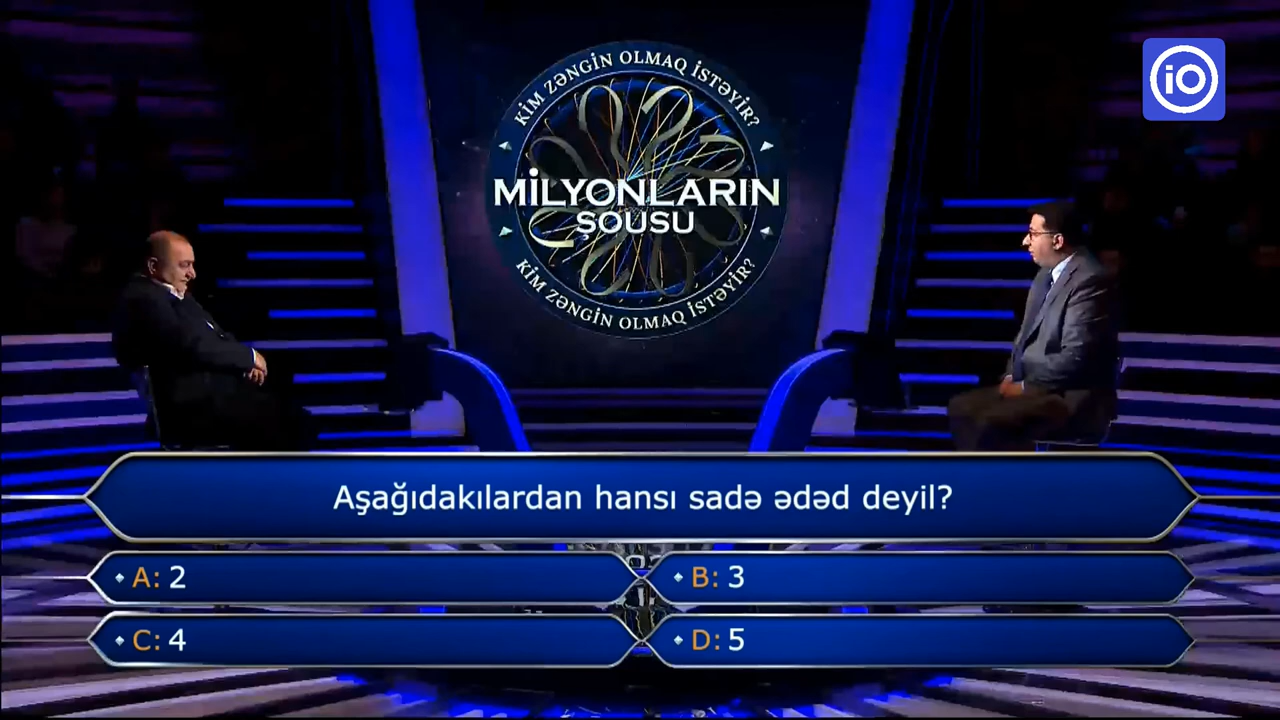 iO
KİM ZƏNGİN OLMAQ İSTƏYİR?
MİLYONLARIN
ŞOUSU
KİM ZƏNGİN OLMAQ İSTƏYİR?
Aşağıdakılardan hansı sadə ədəd deyil?
A: 2
B: 3
C: 4
D: 5